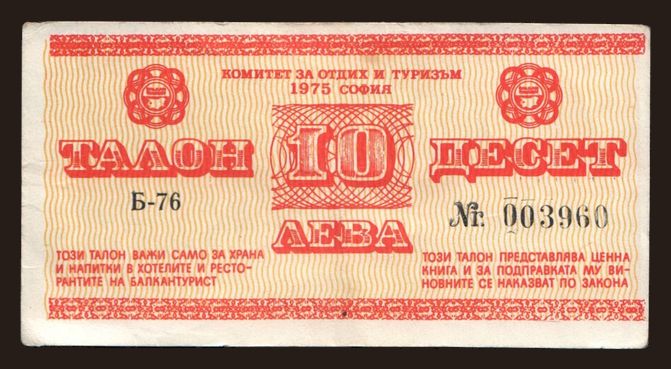 КОМИТЕТ ЗА ОТДИХ И ТУРИЗЪМ
1975 СОФИЯ
ТАЛОН 10 ДЕСЕТ
Б-76
№. 003960
ЛЕВА
ТОЗИ ТАЛОН ВАЖИ САМО ЗА ХРАНА
И НАПИТКИ В ХОТЕЛИТЕ И РЕСТО-
РАНТИТЕ НА БАЛКАНТУРИСТ
ТОЗИ ТАЛОН ПРЕДСТАВЛЯВА ЦЕННА
КНИГА И ЗА ПОДПРАВКАТА МУ ВИ-
НОВНИТЕ СЕ НАКАЗВАТ ПО ЗАКОНА